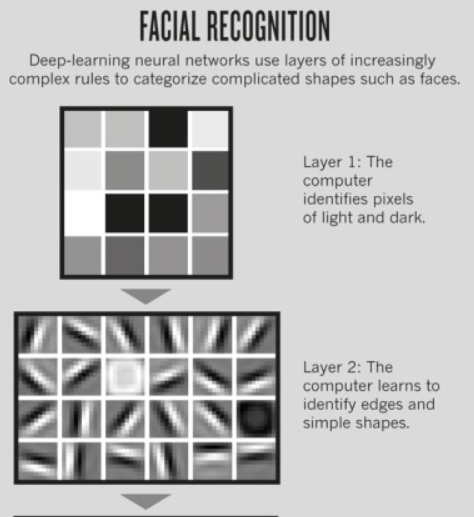 FACIAL RECOGNITION
Deep-learning neural networks use layers of increasingly
complex rules to categorize complicated shapes such as faces.
Layer 1: The
computer
identifies pixels
of light and dark.
Layer 2: The
computer learns to
identify edges and
simple shapes.